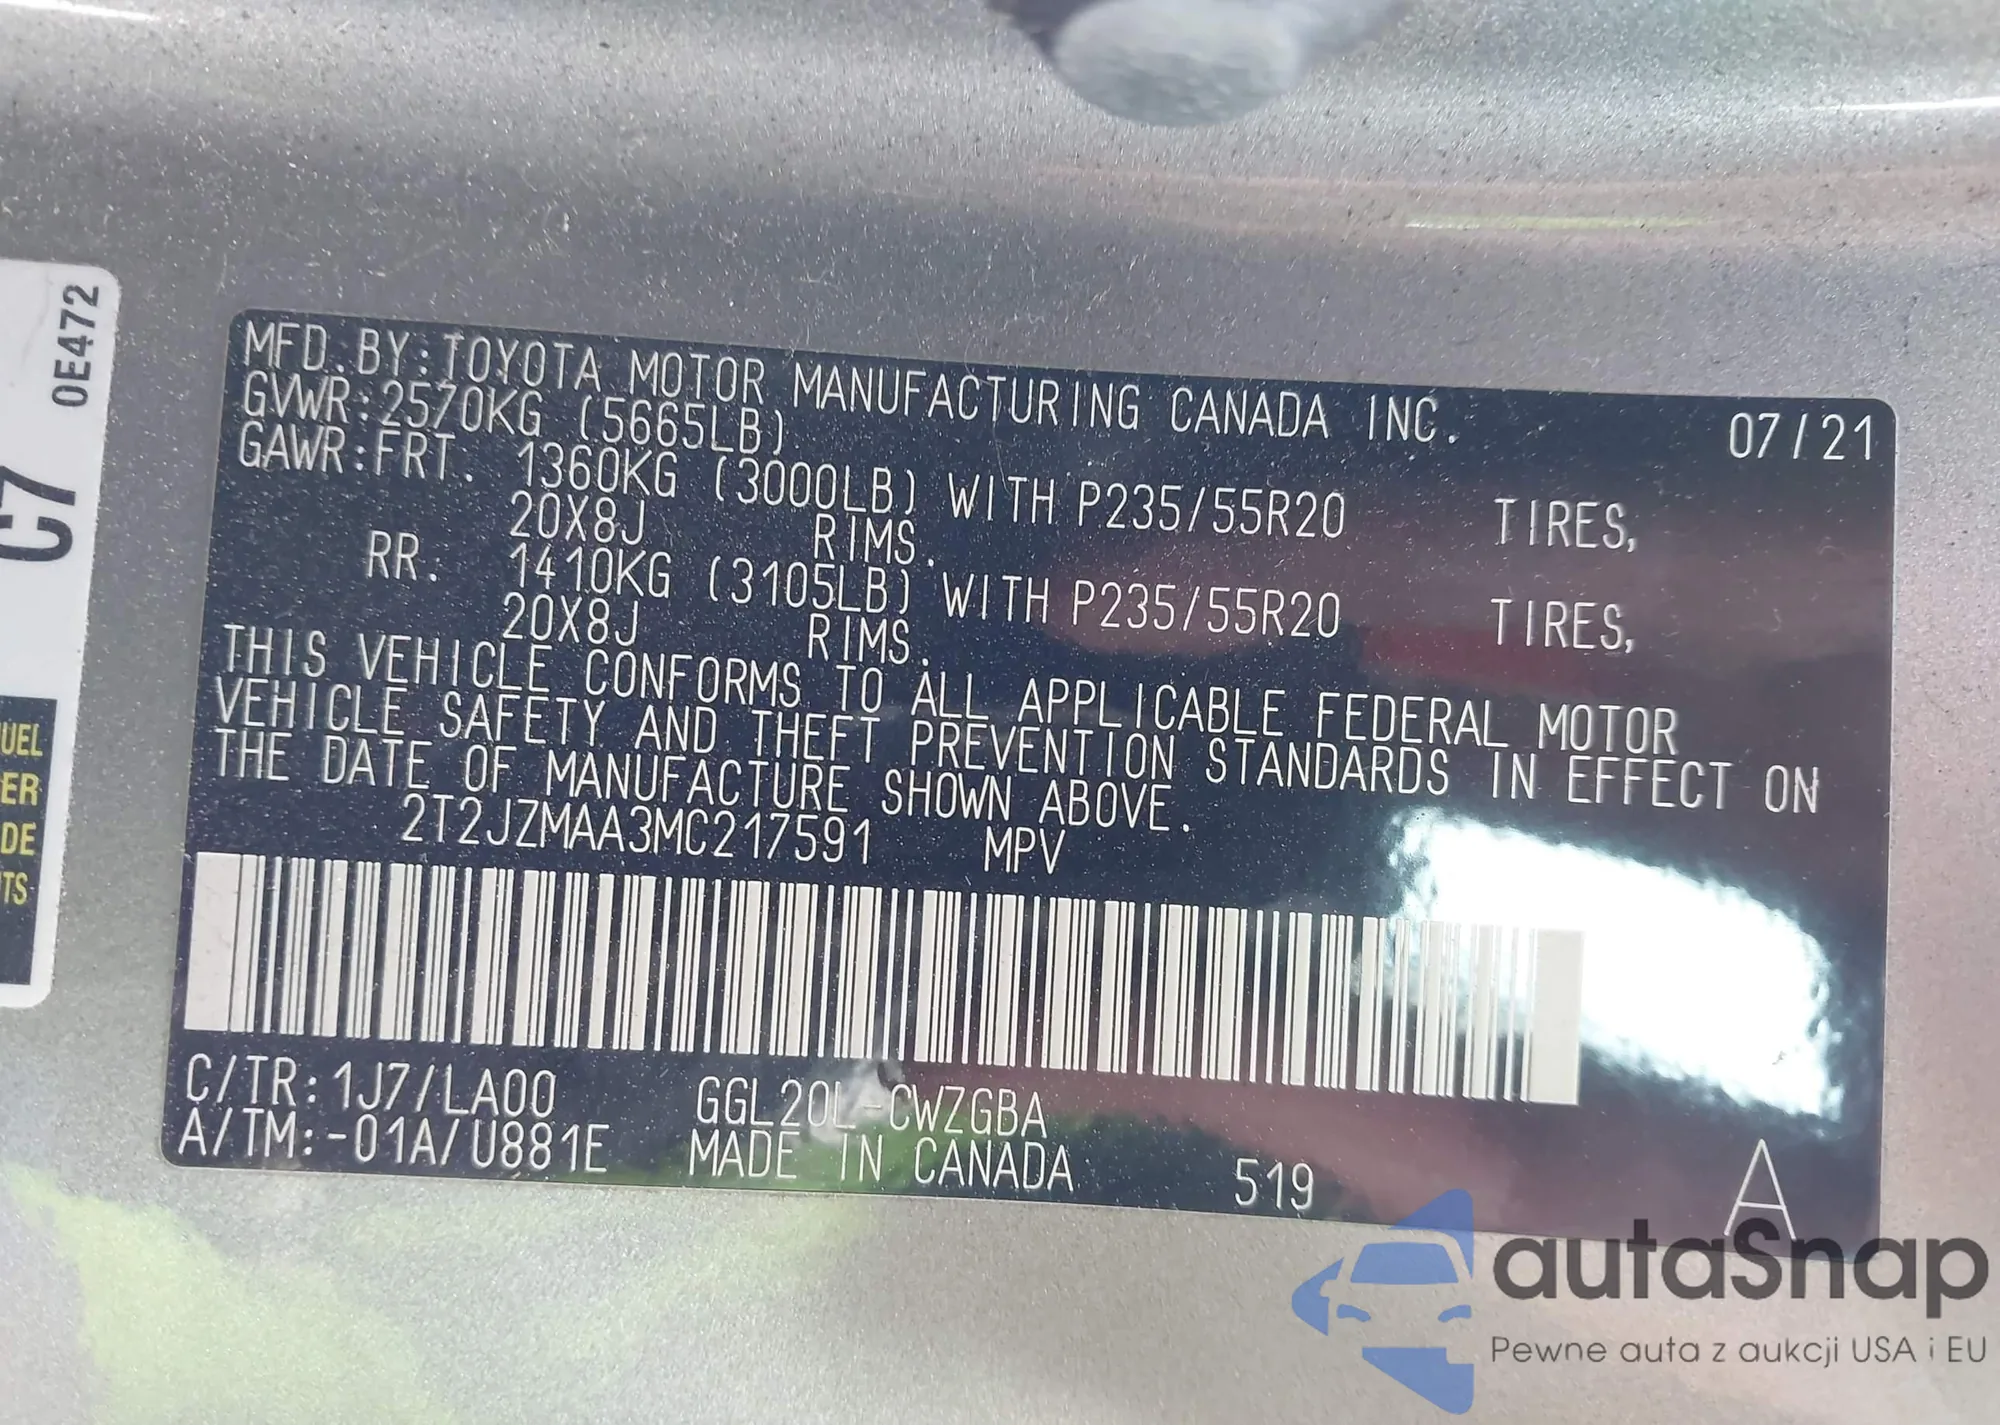 0E472
C7
UEL
ER
DE
TS
MFD.BY:TOYOTA MOTOR MANUFACTURING CANADA INC. 07/21
GVWR:2570KG (5665LB)
GAWR:FRT. 1360KG (3000LB) WITH P235/55R20 TIRES,
20X8J RIMS.
RR. 1410KG (3105LB) WITH P235/55R20 TIRES,
20X8J RIMS.
THIS VEHICLE CONFORMS TO ALL APPLICABLE FEDERAL MOTOR
VEHICLE SAFETY AND THEFT PREVENTION STANDARDS IN EFFECT ON
THE DATE OF MANUFACTURE SHOWN ABOVE.
2T2JZMAA3MC217591 MPV
C/TR:1J7/LA00 GGL20L-CWZGBA
A/TM:-01A/U881E MADE IN CANADA 519 A
autaSnap
Pewne auta z aukcji USA i EU